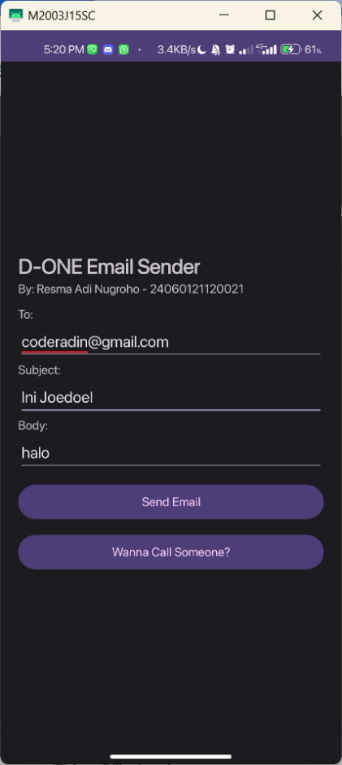 M2003J15SC
5:20 PM 3.4KB/s 4G 61%
D-ONE Email Sender
By: Resma Adi Nugroho - 24060121120021
To:
coderadin@gmail.com
Subject:
Ini Joedoel
Body:
halo
Send Email
Wanna Call Someone?